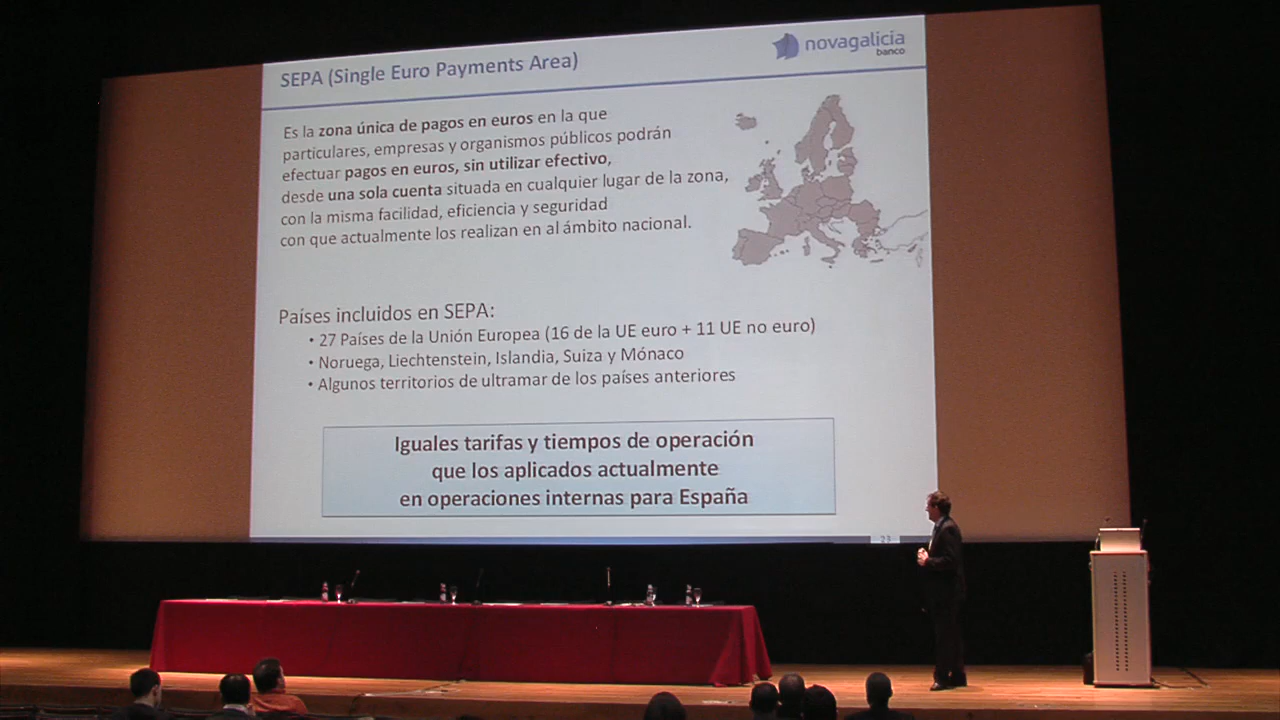 SEPA (Single Euro Payments Area)
novagalicia
banco
Es la zona única de pagos en euros en la que
particulares, empresas y organismos públicos podrán
efectuar pagos en euros, sin utilizar efectivo,
desde una sola cuenta situada en cualquier lugar de la zona,
con la misma facilidad, eficiencia y seguridad
con que actualmente los realizan en al ámbito nacional.
Países incluidos en SEPA:
• 27 Países de la Unión Europea (16 de la UE euro + 11 UE no euro)
• Noruega, Liechtenstein, Islandia, Suiza y Mónaco
• Algunos territorios de ultramar de los países anteriores
Iguales tarifas y tiempos de operación
que los aplicados actualmente
en operaciones internas para España
23